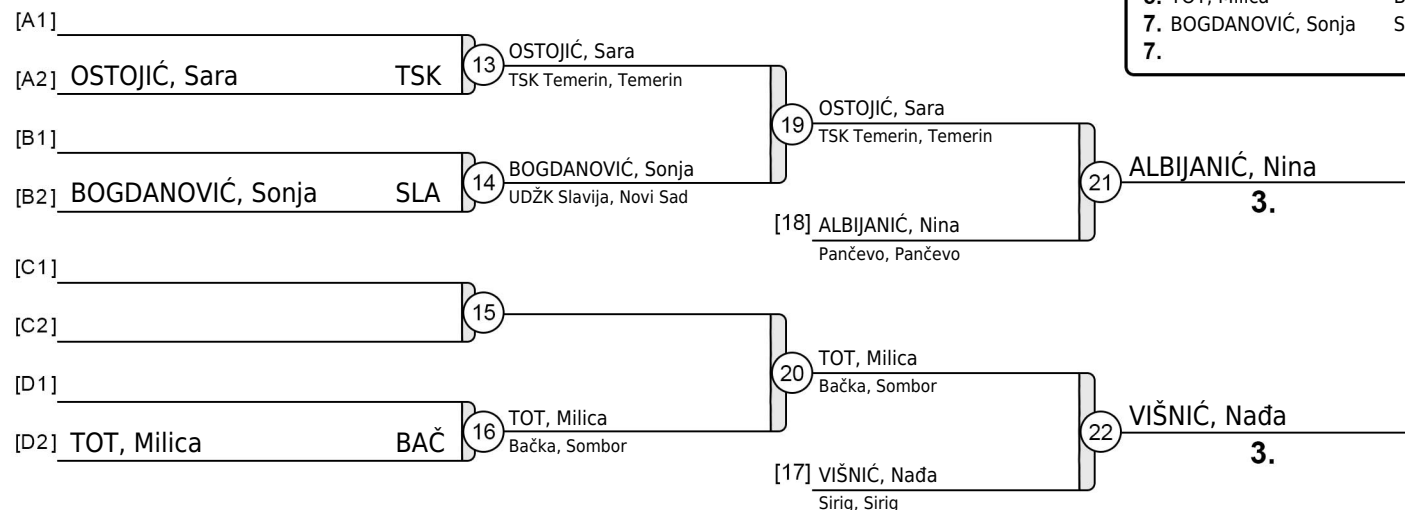 [A1]
[A2] OSTOJIĆ, Sara TSK
13 OSTOJIĆ, Sara
TSK Temerin, Temerin
[B1]
[B2] BOGDANOVIĆ, Sonja SLA
14 BOGDANOVIĆ, Sonja
UDŽK Slavija, Novi Sad
19 OSTOJIĆ, Sara
TSK Temerin, Temerin
[18] ALBIJANIĆ, Nina
Pančevo, Pančevo
21 ALBIJANIĆ, Nina
3.
[C1]
[C2]
15
[D1]
[D2] TOT, Milica BAČ
16 TOT, Milica
Bačka, Sombor
20 TOT, Milica
Bačka, Sombor
[17] VIŠNIĆ, Nađa
Sirig, Sirig
22 VIŠNIĆ, Nađa
3.
7. BOGDANOVIĆ, Sonja S
7.